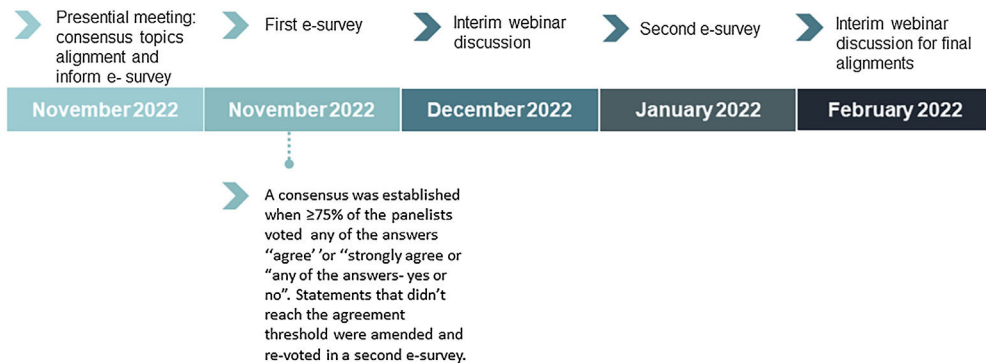 Presential meeting:
consensus topics
alignment and
inform e- survey
First e-survey
Interim webinar
discussion
Second e-survey
Interim webinar
discussion for final
alignments
November 2022
November 2022
December 2022
January 2022
February 2022
A consensus was established
when ≥75% of the panelists
voted any of the answers
‘‘agree’ ’or ‘‘strongly agree or
“any of the answers- yes or
no”. Statements that didn’t
reach the agreement
threshold were amended and
re-voted in a second e-survey.